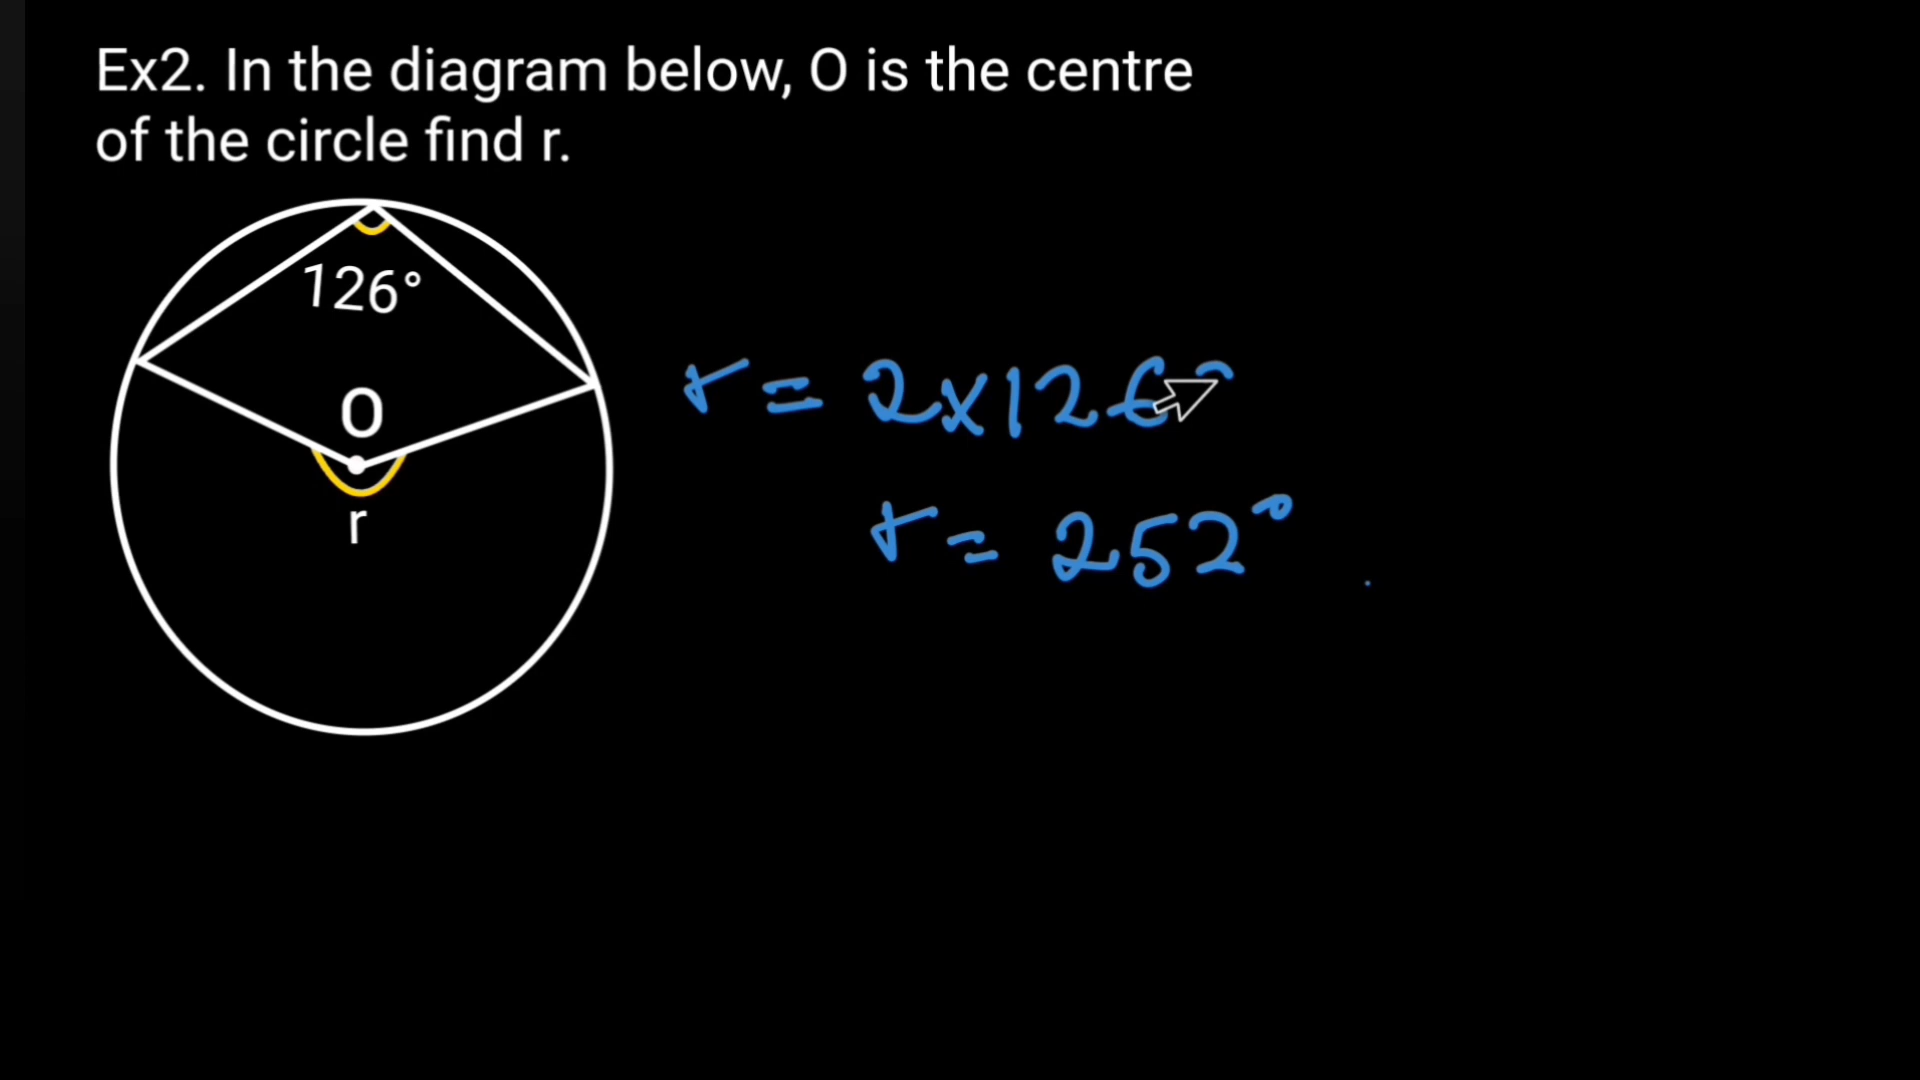 Ex2. In the diagram below, O is the centre
of the circle find r.
126°
O
r
r = 2x126°
r = 252°